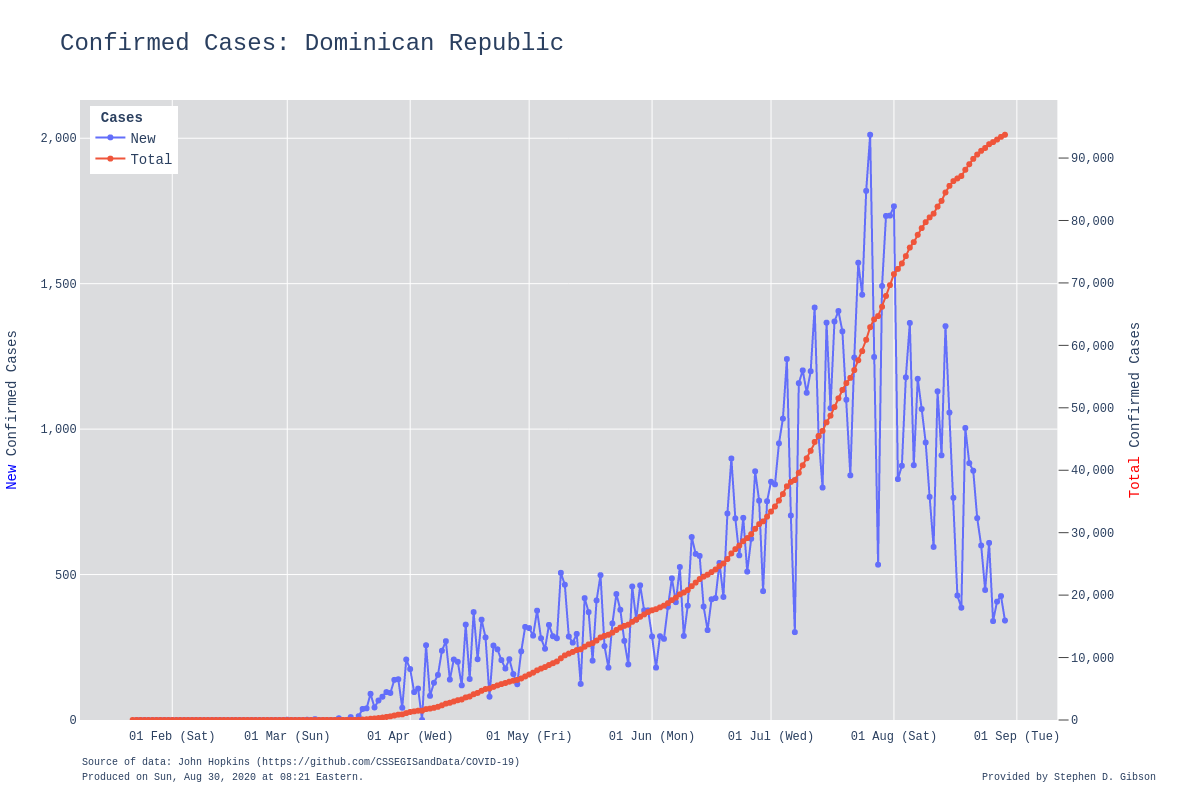 Confirmed Cases: Dominican Republic
Cases
New
Total
2,000
1,500
1,000
500
0
90,000
80,000
70,000
60,000
50,000
40,000
30,000
20,000
10,000
0
New Confirmed Cases
Total Confirmed Cases
01 Feb (Sat) 01 Mar (Sun) 01 Apr (Wed) 01 May (Fri) 01 Jun (Mon) 01 Jul (Wed) 01 Aug (Sat) 01 Sep (Tue)
Source of data: John Hopkins (https://github.com/CSSEGISandData/COVID-19)
Produced on Sun, Aug 30, 2020 at 08:21 Eastern.
Provided by Stephen D. Gibson